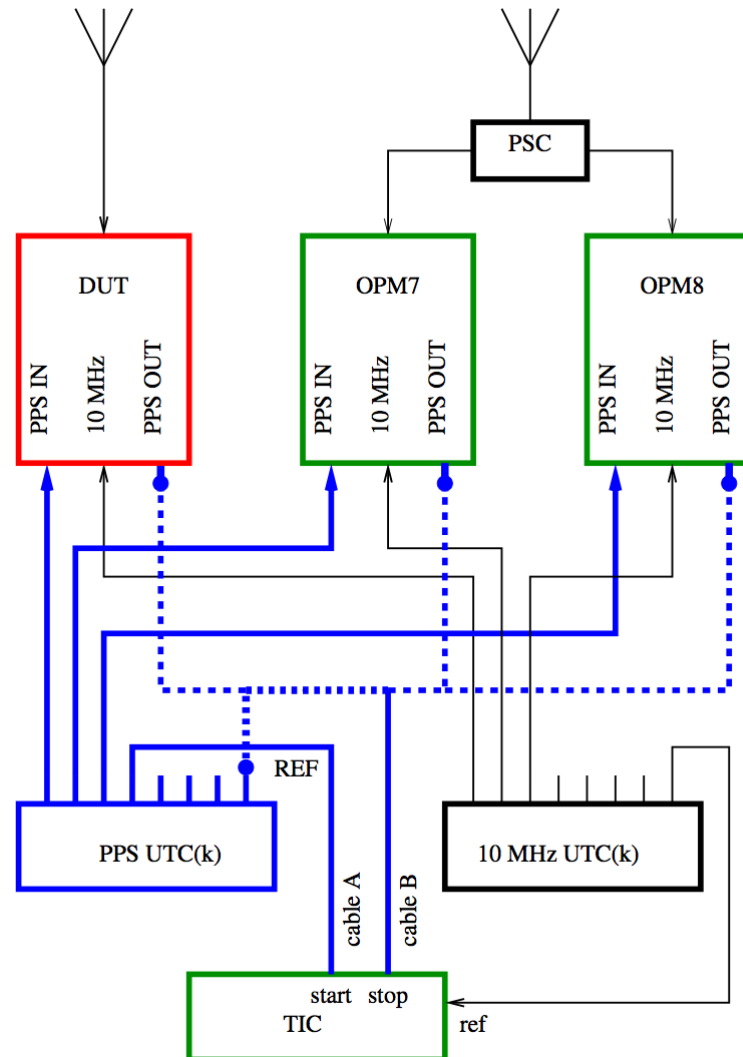 PSC
DUT
OPM7
OPM8
PPS IN
10 MHz
PPS OUT
PPS IN
10 MHz
PPS OUT
PPS IN
10 MHz
PPS OUT
REF
PPS UTC(k)
10 MHz UTC(k)
cable A
cable B
start
stop
TIC
ref